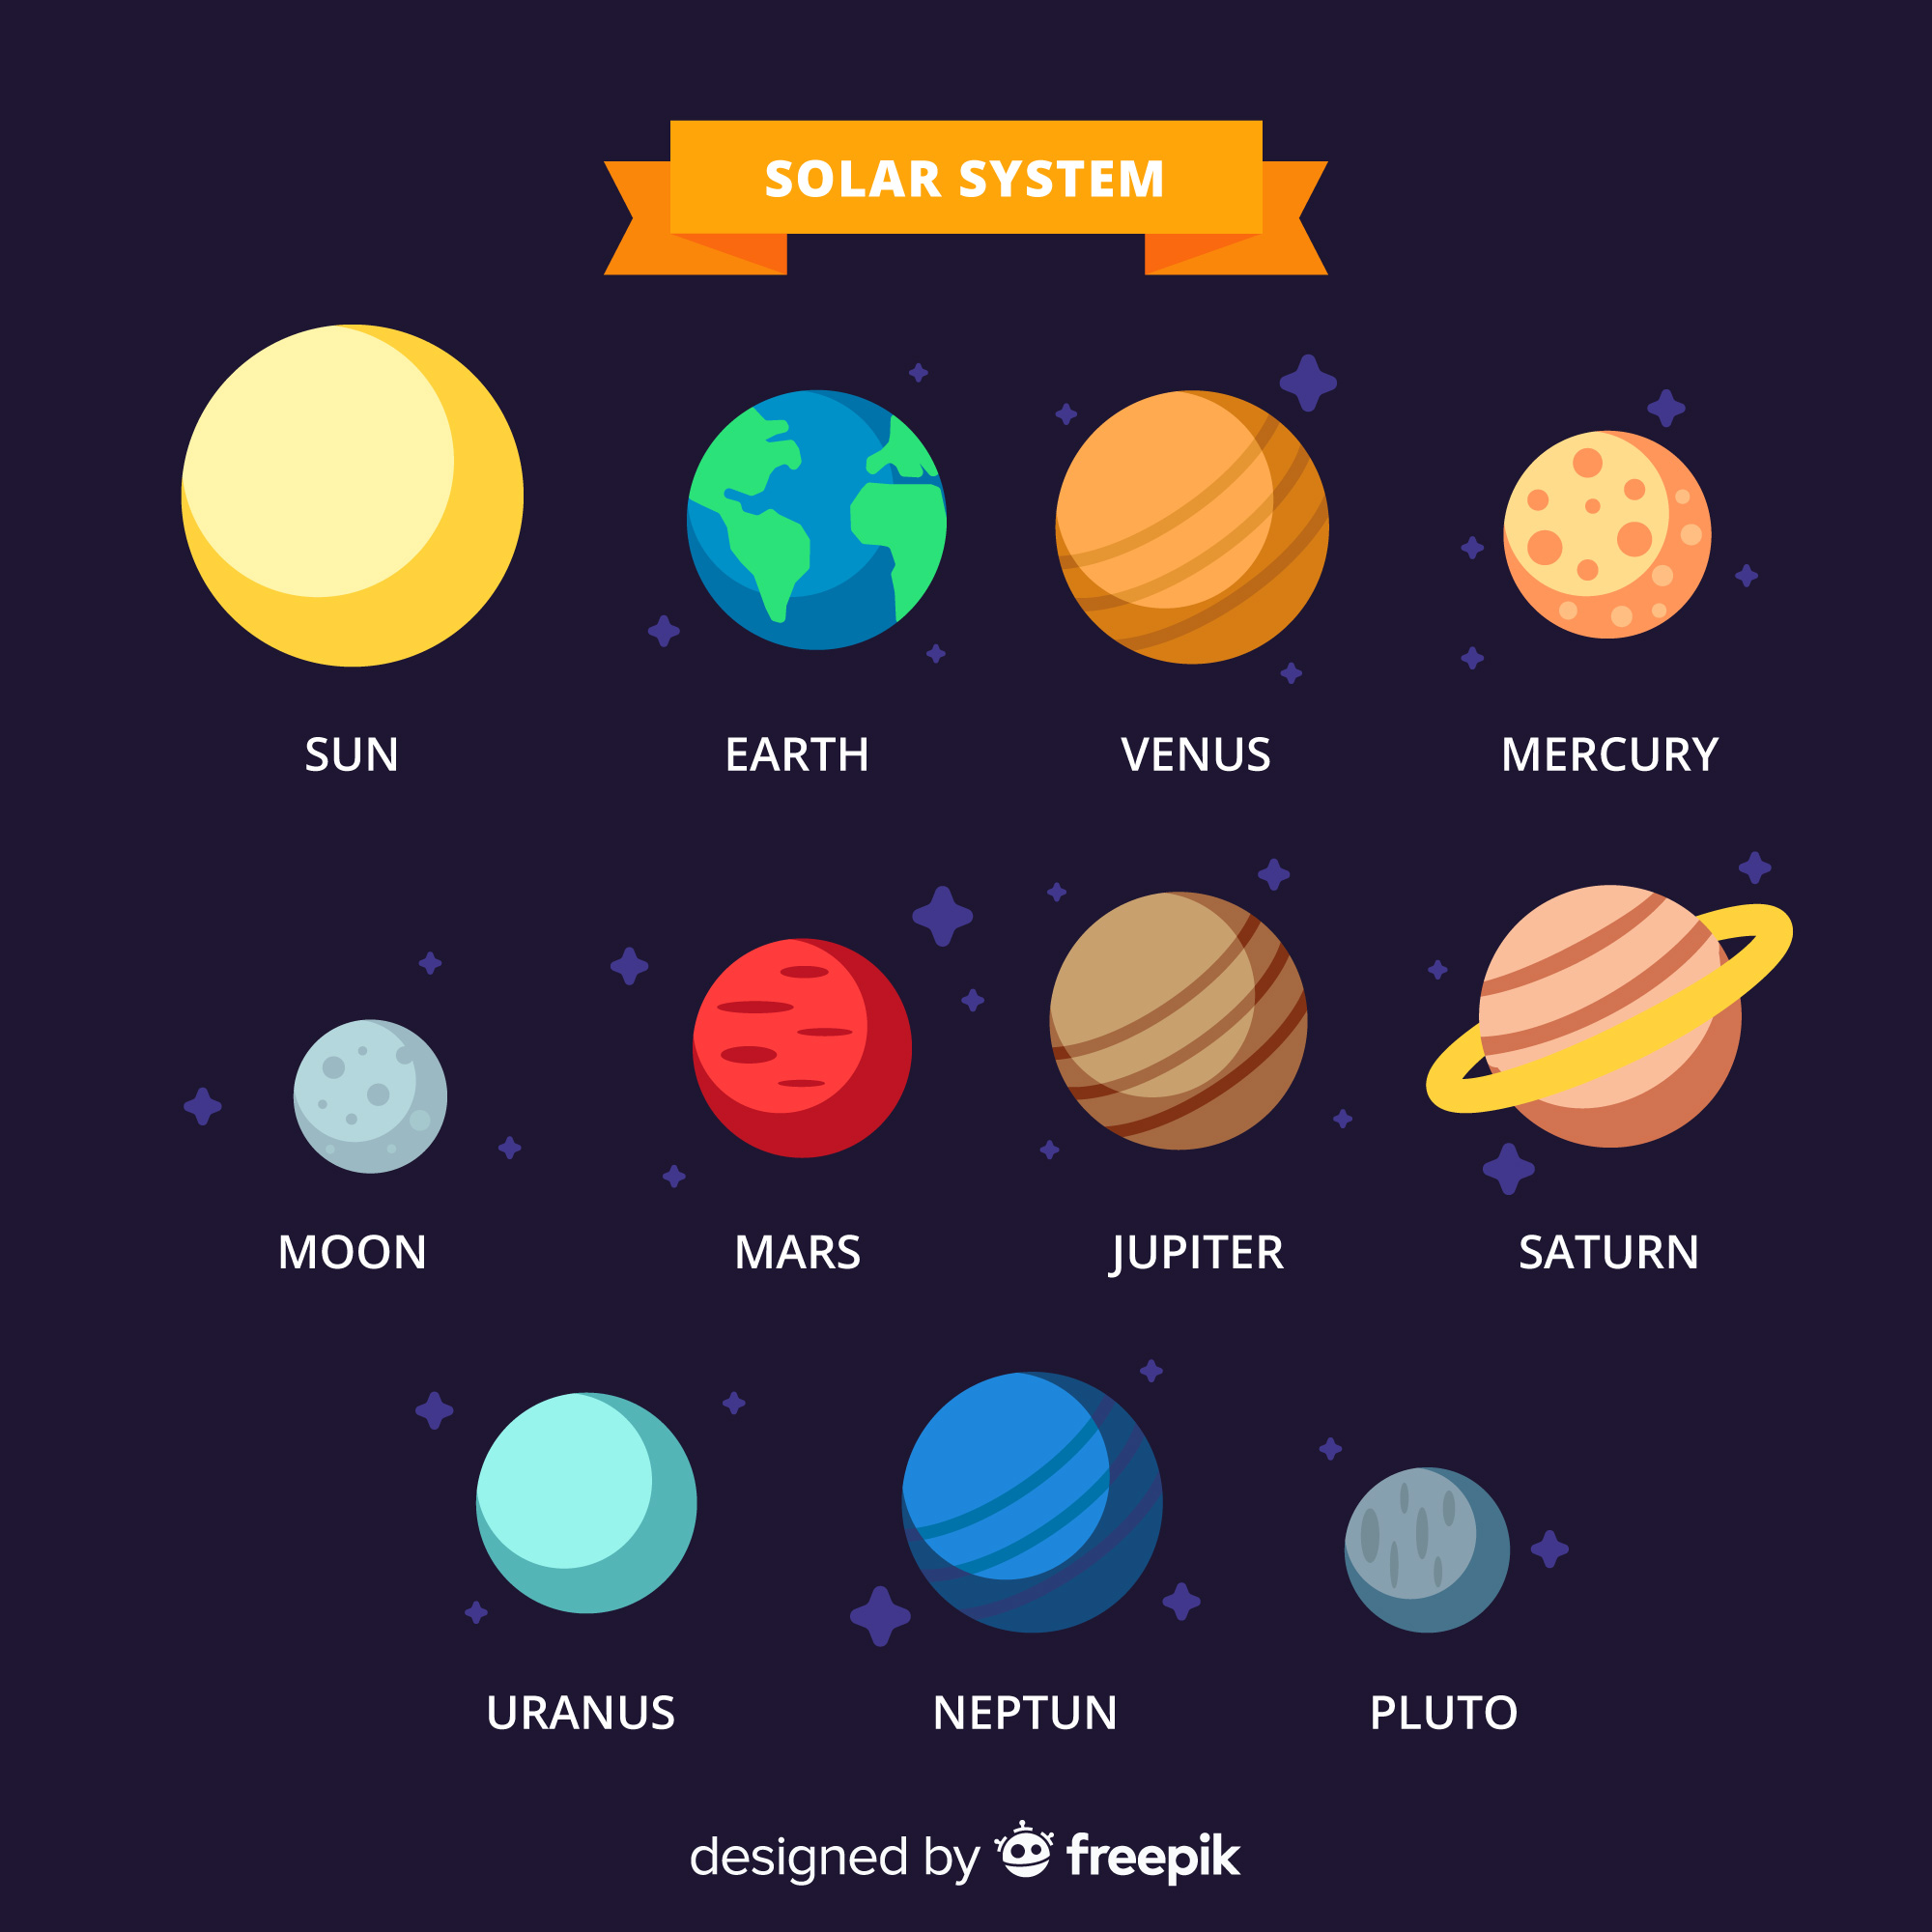 SOLAR SYSTEM
SUN
EARTH
VENUS
MERCURY
MOON
MARS
JUPITER
SATURN
URANUS
NEPTUN
PLUTO
designed by freepik